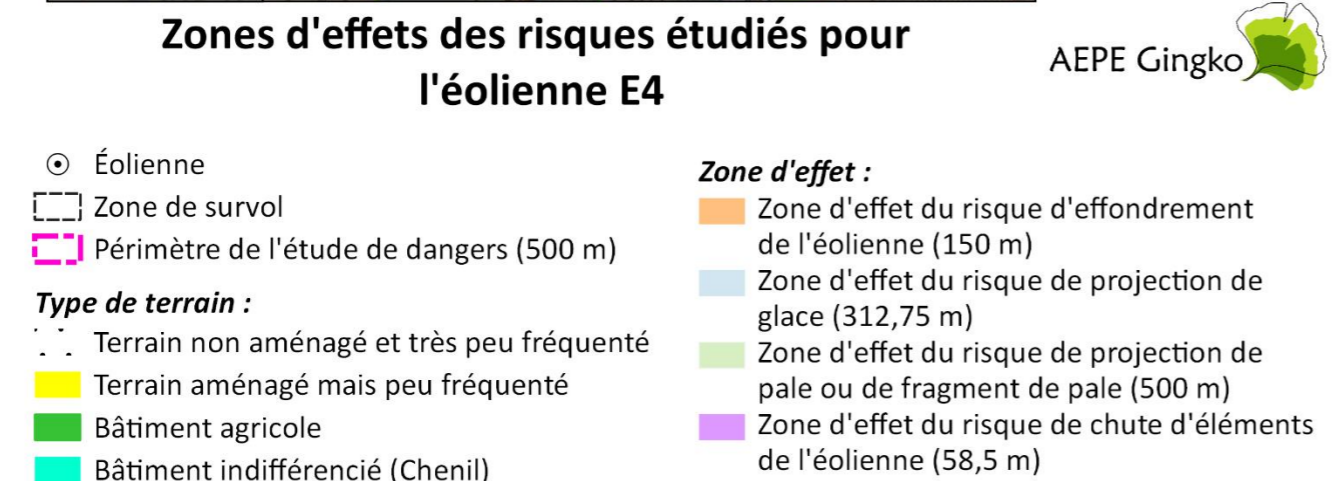 Zones d'effets des risques étudiés pour
l'éolienne E4
AEPE Gingko
Éolienne
Zone de survol
Périmètre de l'étude de dangers (500 m)
Type de terrain :
Terrain non aménagé et très peu fréquenté
Terrain aménagé mais peu fréquenté
Bâtiment agricole
Bâtiment indifférencié (Chenil)
Zone d'effet :
Zone d'effet du risque d'effondrement
de l'éolienne (150 m)
Zone d'effet du risque de projection de
glace (312,75 m)
Zone d'effet du risque de projection de
pale ou de fragment de pale (500 m)
Zone d'effet du risque de chute d'éléments
de l'éolienne (58,5 m)